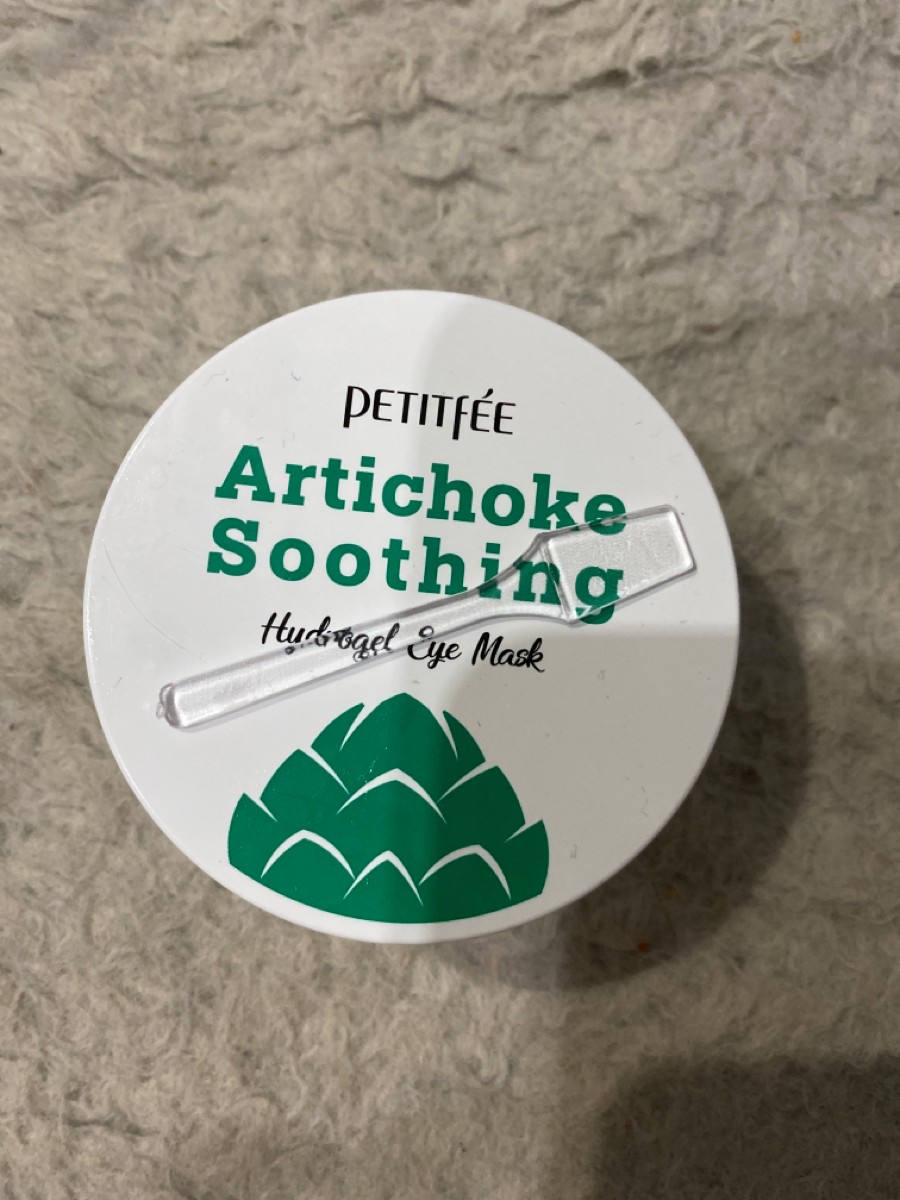 PETITFÉE
Artichoke
Soothing
Hydrogel Eye Mask